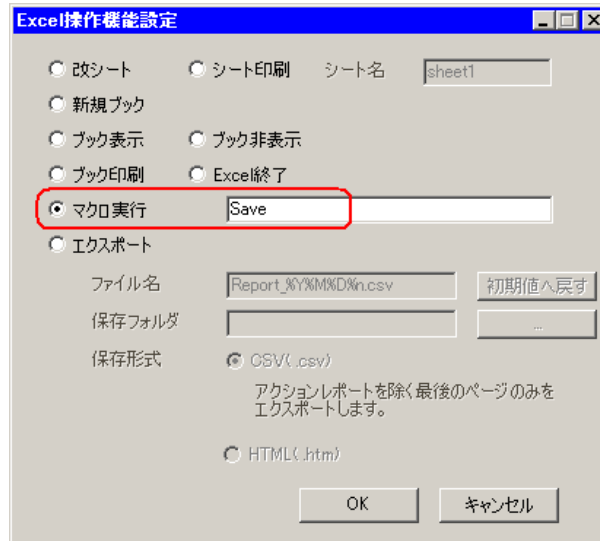 Excel操作機能設定
改シート シート印刷 シート名 sheet1
新規ブック
ブック表示 ブック非表示
ブック印刷 Excel終了
マクロ実行 Save
エクスポート
ファイル名 Report_%Y%M%D%n.csv 初期値へ戻す
保存フォルダ ...
保存形式 CSV(.csv)
アクションレポートを除く最後のページのみを
エクスポートします。
HTML(.htm)
OK キャンセル